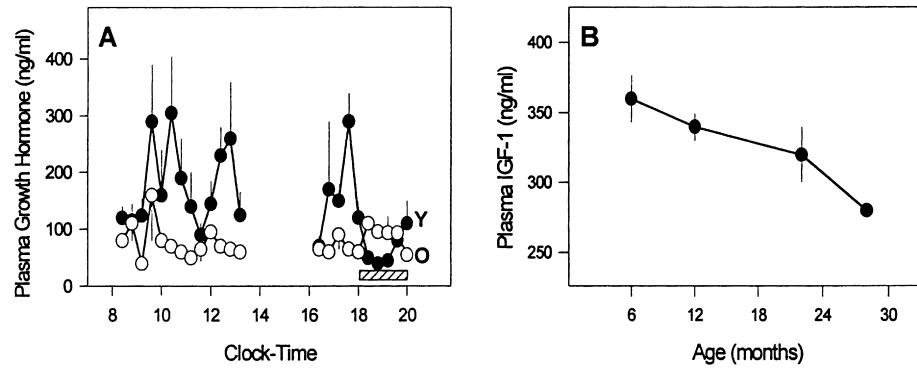 A
Plasma Growth Hormone (ng/ml)
400
300
200
100
0
Y
O
8 10 12 14 16 18 20
Clock-Time
B
Plasma IGF-1 (ng/ml)
400
350
300
250
6 12 18 24 30
Age (months)